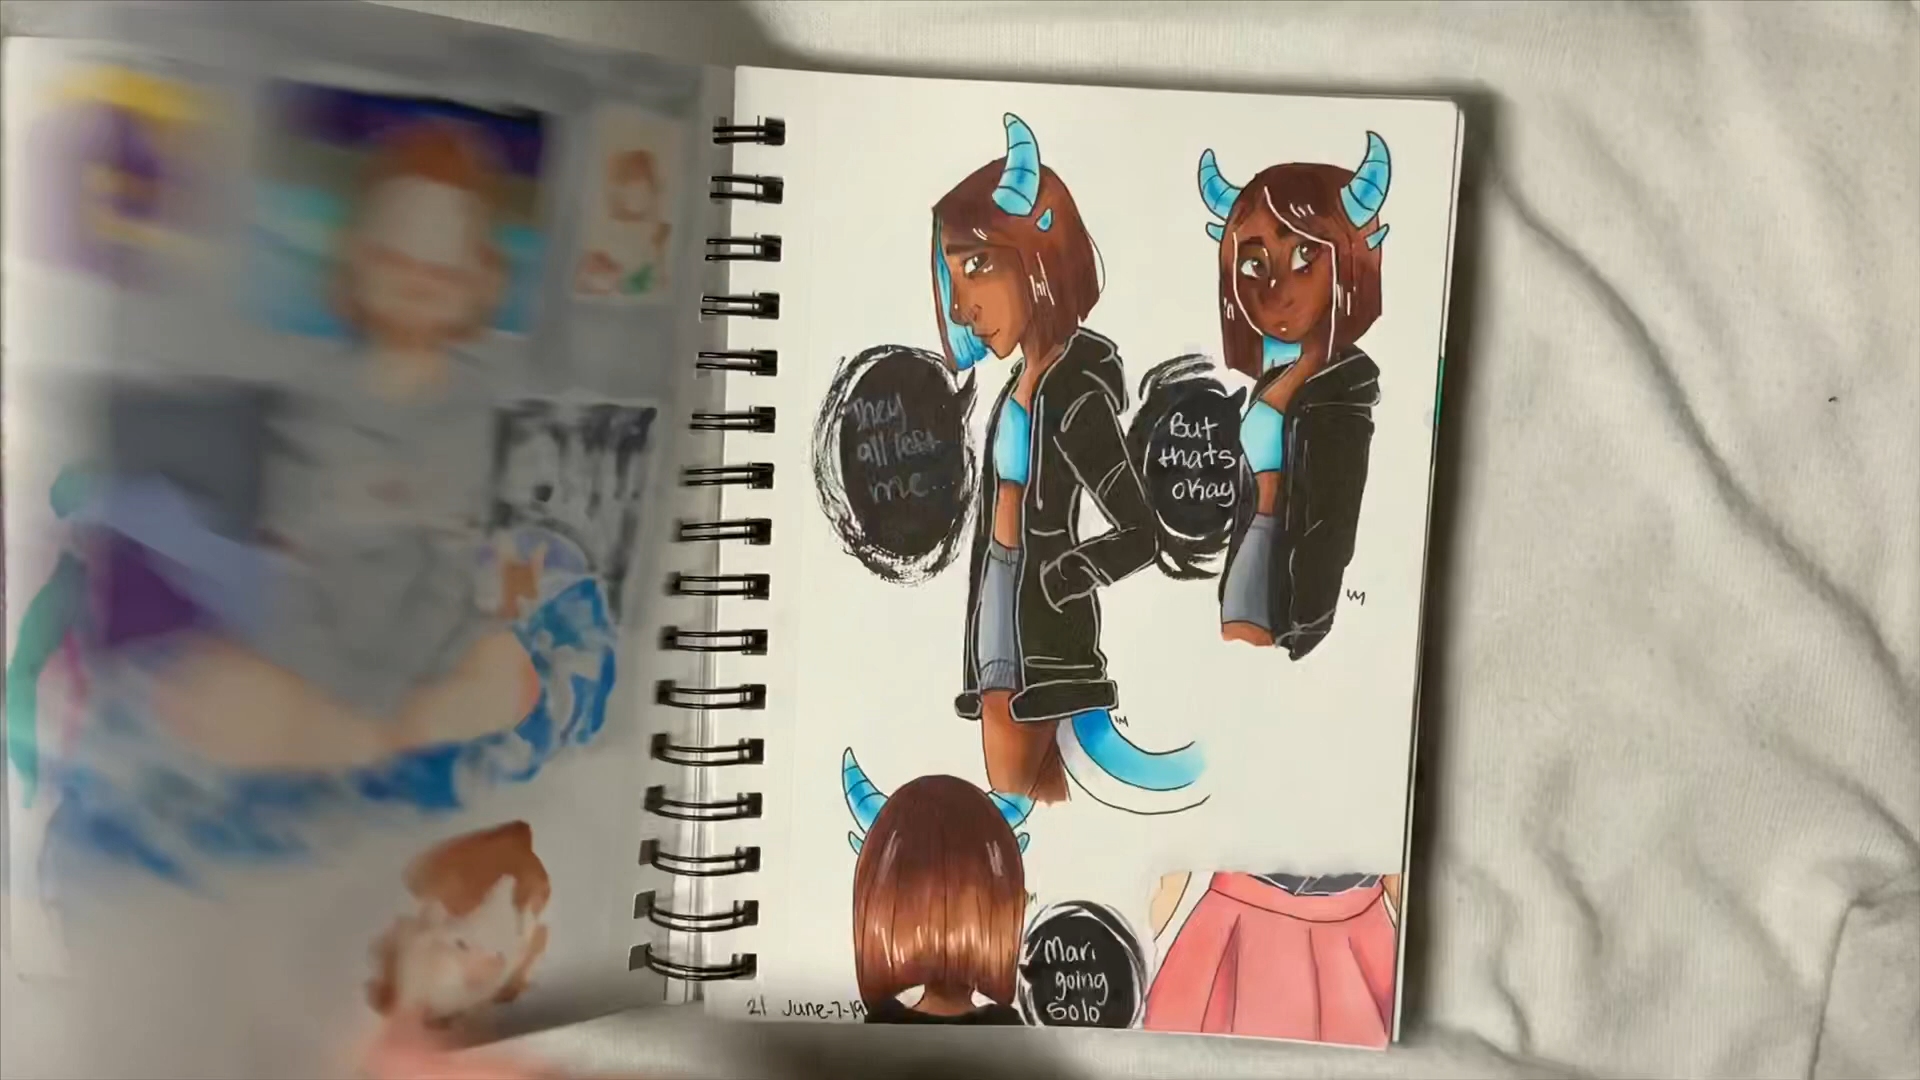 They
all left
me...
But
thats
okay
Mari
going
solo
21 June-7-19